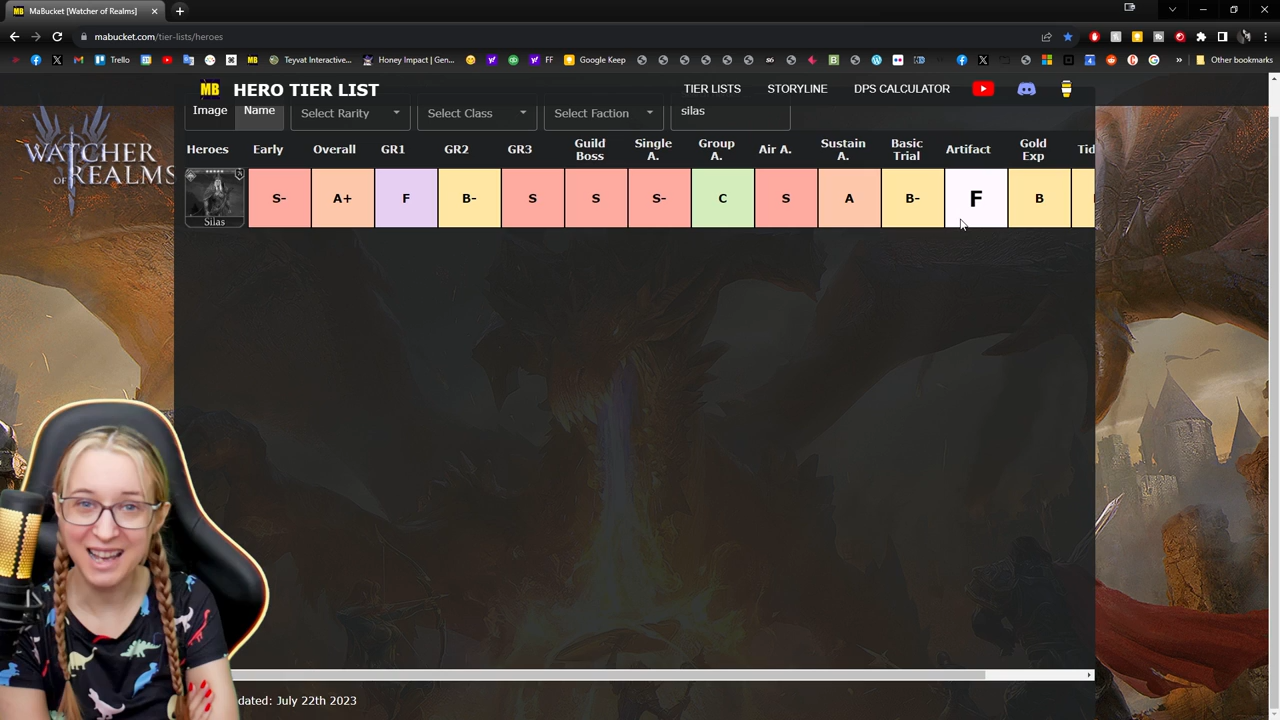 MB MaBucket [Watcher of Realms]
mabucket.com/tier-lists/heroes
Trello
MB
Teyvat Interactive...
Honey Impact | Gen...
FF
Google Keep
»
Other bookmarks
MB HERO TIER LIST
TIER LISTS STORYLINE DPS CALCULATOR
WATCHER
OF REALMS
Image Name Select Rarity Select Class Select Faction silas
Heroes Early Overall GR1 GR2 GR3 Guild Boss Single A. Group A. Air A. Sustain A. Basic Trial Artifact Gold Exp Tid
Silas S- A+ F B- S S S- C S A B- F B
dated: July 22th 2023